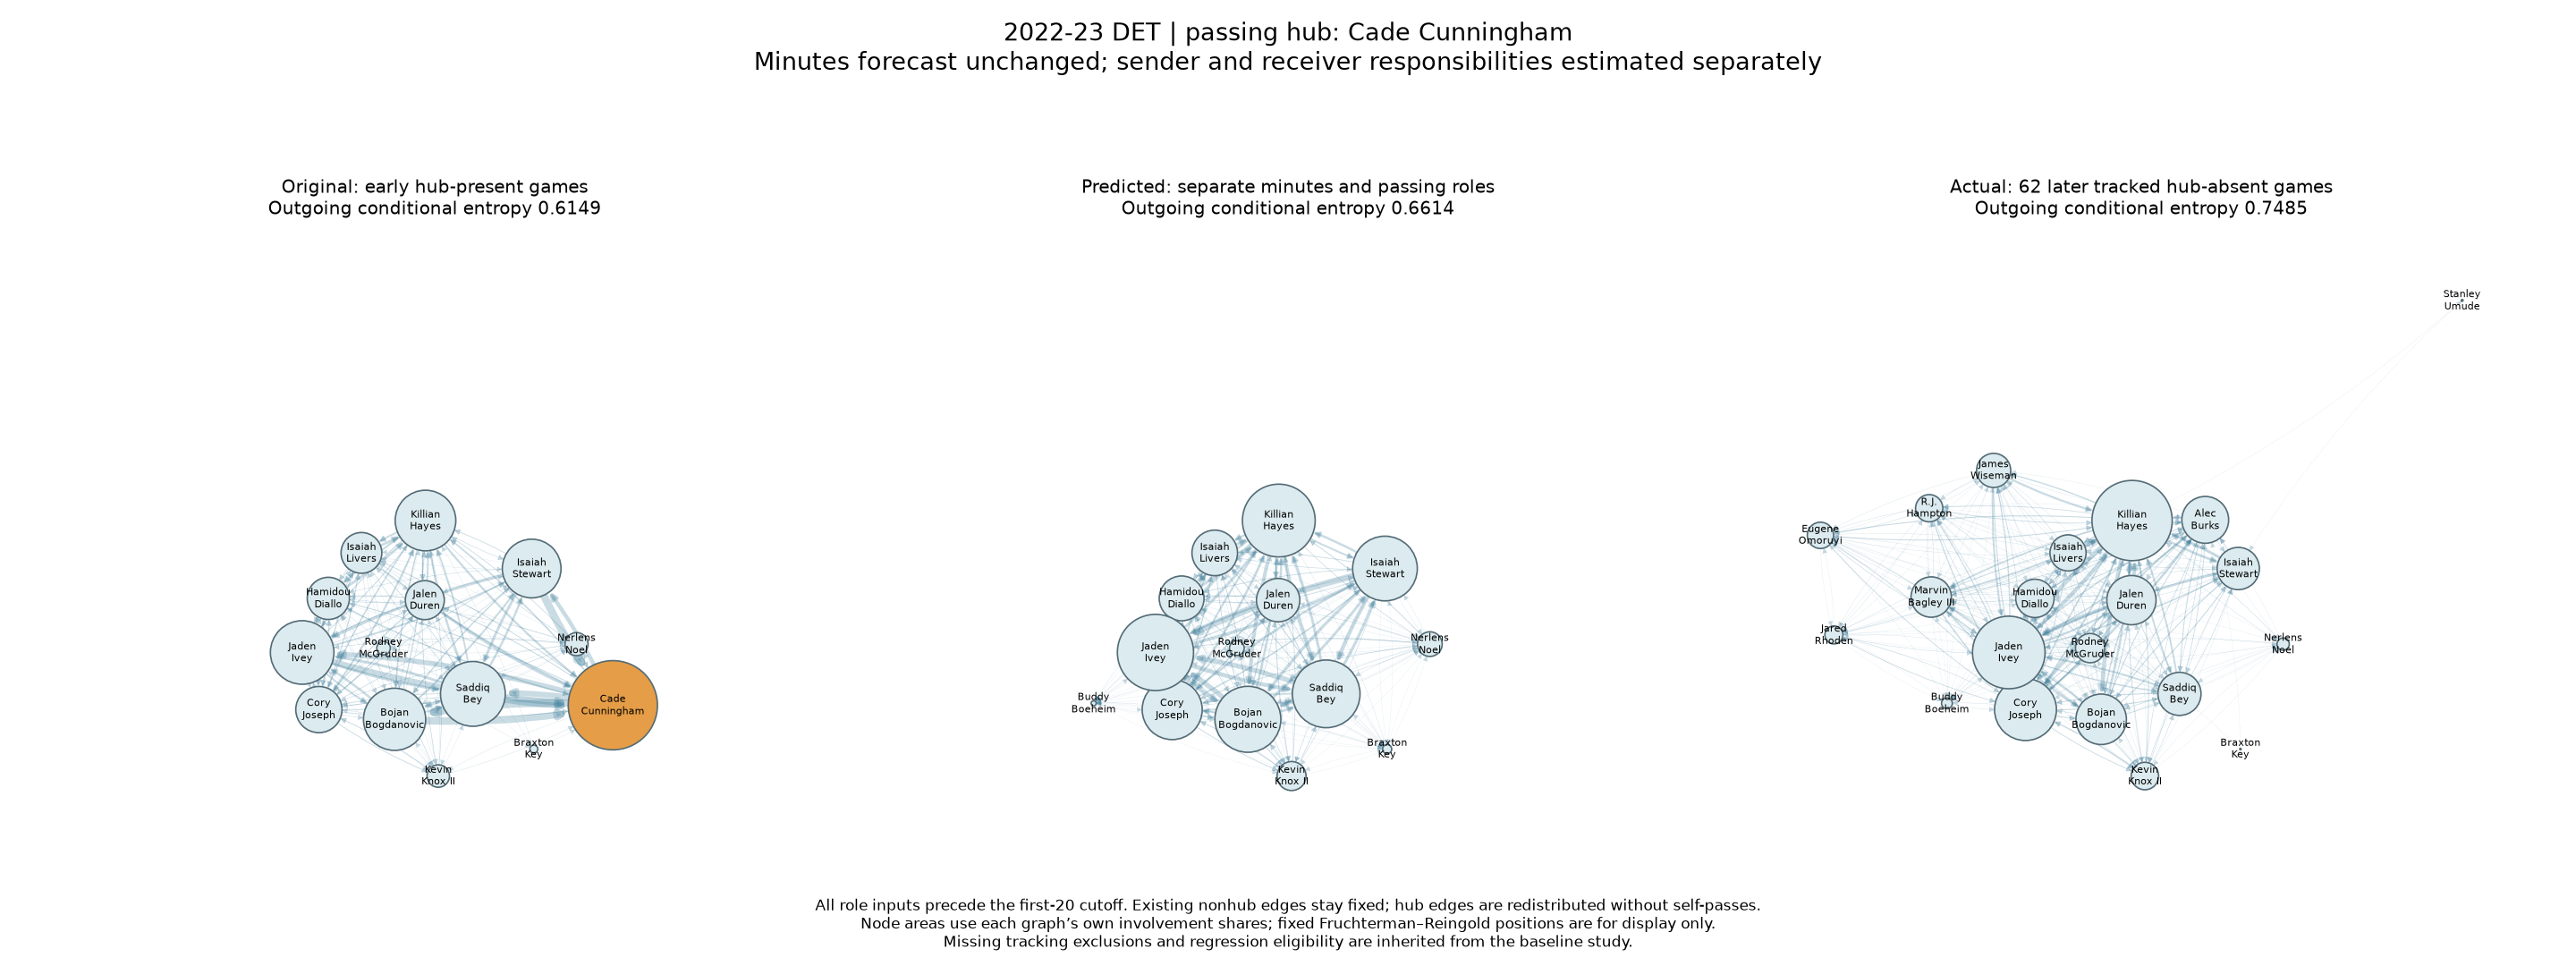 2022-23 DET | passing hub: Cade Cunningham
Minutes forecast unchanged; sender and receiver responsibilities estimated separately
Original: early hub-present games
Outgoing conditional entropy 0.6149
Killian
Hayes
Isaiah
Livers
Isaiah
Stewart
Hamidou
Diallo
Jalen
Duren
Jaden
Ivey
Rodney
McGruder
Nerlens
Noel
Saddiq
Bey
Cade
Cunningham
Cory
Joseph
Bojan
Bogdanovic
Braxton
Key
Kevin
Knox II
Predicted: separate minutes and passing roles
Outgoing conditional entropy 0.6614
Killian
Hayes
Isaiah
Livers
Isaiah
Stewart
Hamidou
Diallo
Jalen
Duren
Jaden
Ivey
Rodney
McGruder
Nerlens
Noel
Saddiq
Bey
Buddy
Boeheim
Cory
Joseph
Bojan
Bogdanovic
Braxton
Key
Kevin
Knox II
Actual: 62 later tracked hub-absent games
Outgoing conditional entropy 0.7485
Stanley
Umude
James
Wiseman
R.J.
Hampton
Eugene
Omoruyi
Killian
Hayes
Alec
Burks
Isaiah
Livers
Isaiah
Stewart
Marvin
Bagley III
Hamidou
Diallo
Jalen
Duren
Jared
Rhoden
Jaden
Ivey
Rodney
McGruder
Nerlens
Noel
Buddy
Boeheim
Saddiq
Bey
Cory
Joseph
Bojan
Bogdanovic
Braxton
Key
Kevin
Knox II
All role inputs precede the first-20 cutoff. Existing nonhub edges stay fixed; hub edges are redistributed without self-passes.
Node areas use each graph’s own involvement shares; fixed Fruchterman–Reingold positions are for display only.
Missing tracking exclusions and regression eligibility are inherited from the baseline study.